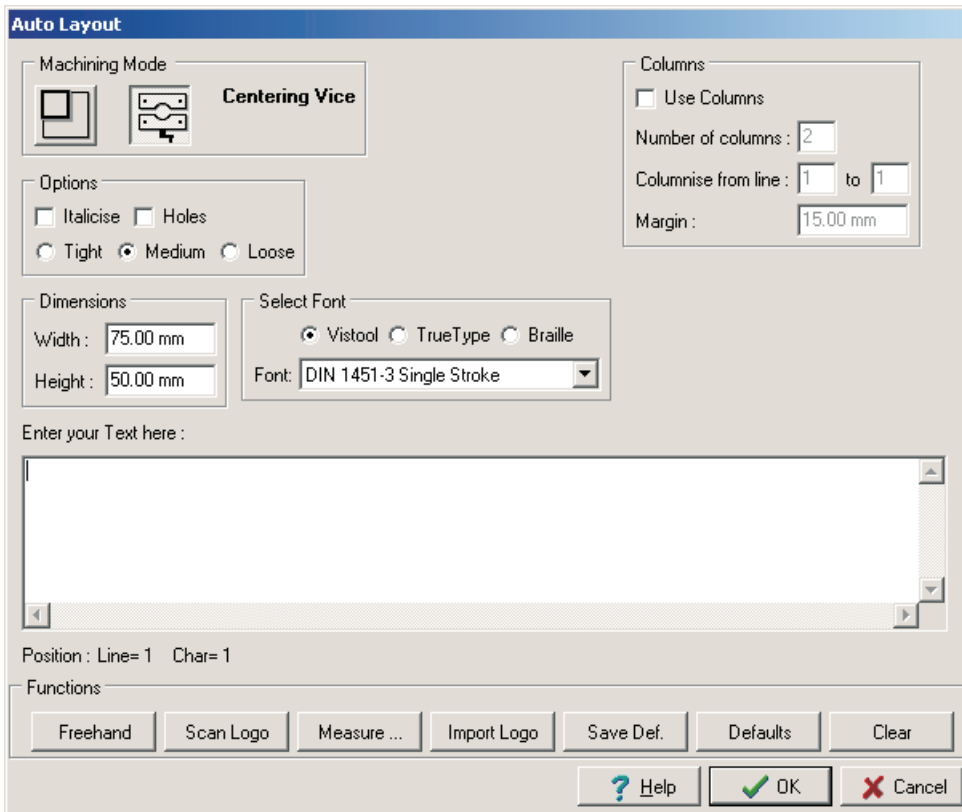 Auto Layout
Machining Mode
Centering Vice
Columns
Use Columns
Number of columns : 2
Columnise from line : 1 to 1
Margin : 15.00 mm
Options
Italicise Holes
Tight Medium Loose
Dimensions
Width : 75.00 mm
Height : 50.00 mm
Select Font
Vistool TrueType Braille
Font: DIN 1451-3 Single Stroke
Enter your Text here :
Position : Line= 1 Char= 1
Functions
Freehand Scan Logo Measure ... Import Logo Save Def. Defaults Clear
? Help OK Cancel